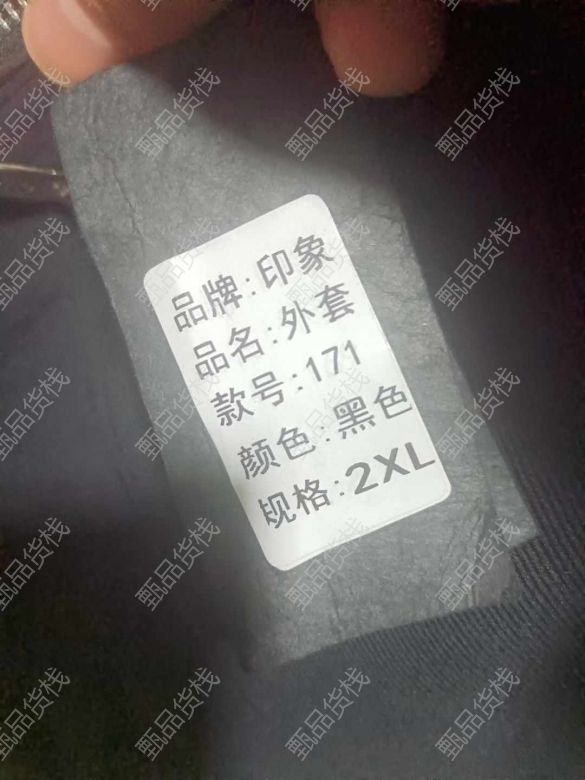 品牌:印象
品名:外套
款号:171
颜色:黑色
规格:2XL
甄品货栈